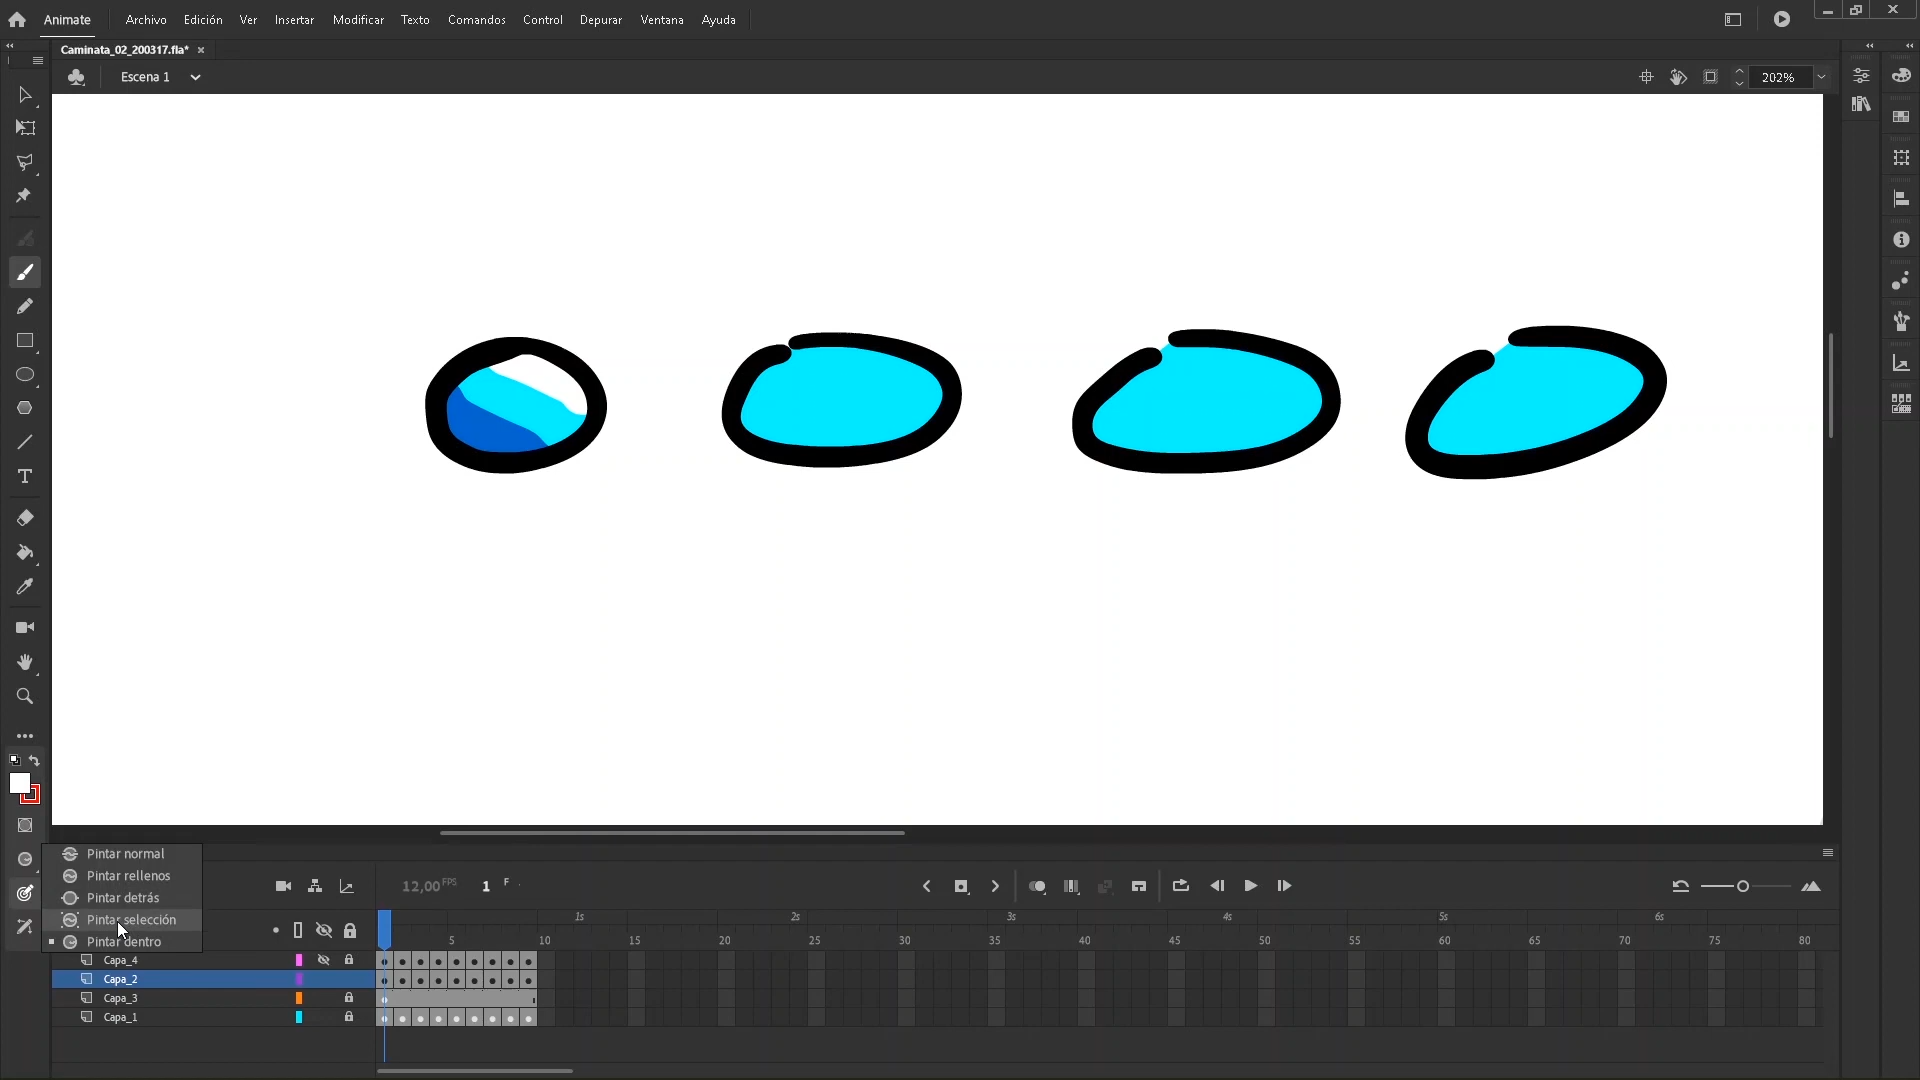 Animate Archivo Edición Ver Insertar Modificar Texto Comandos Control Depurar Ventana Ayuda
Caminata_02_200317.fla*
Escena 1
202%
Pintar normal
Pintar rellenos
Pintar detrás
Pintar selección
Pintar dentro
12,00 FPS 1 F
1s 2s 3s 4s 5s 6s
5 10 15 20 25 30 35 40 45 50 55 60 65 70 75 80
Capa_4
Capa_2
Capa_3
Capa_1